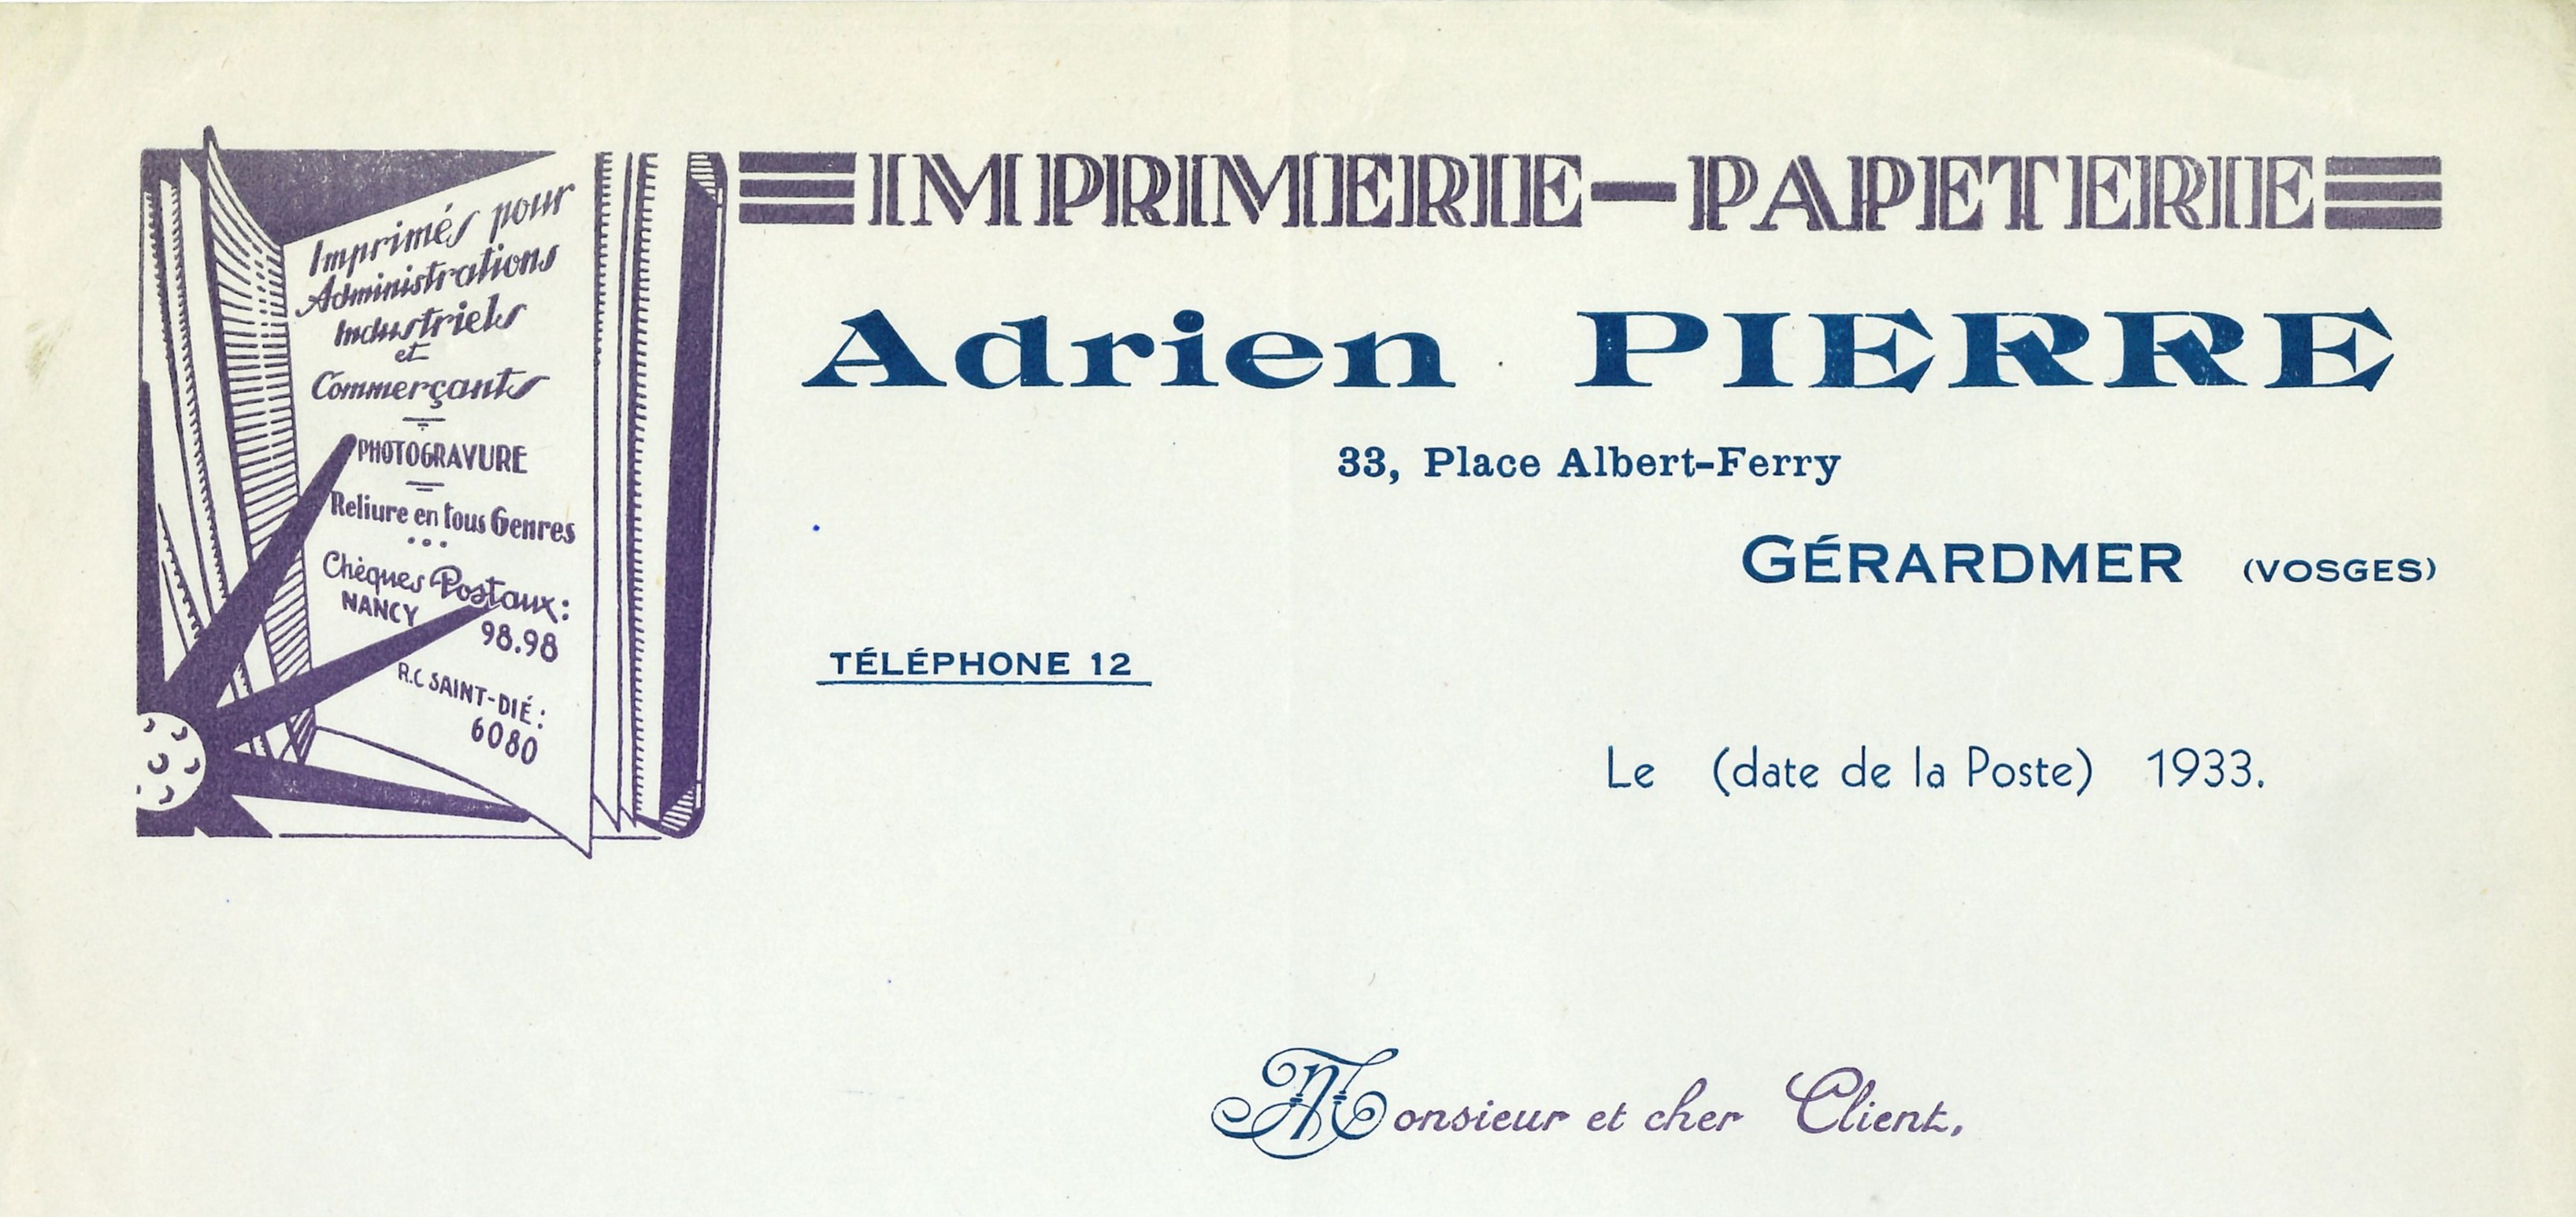 Imprimés pour
Administrations
Industriels
et
Commerçants
PHOTOGRAVURE
Reliure en tous Genres
Chèques Postaux:
NANCY 98.98
R.C SAINT-DIÉ:
6080
IMPRIMERIE—PAPETERIE
Adrien PIERRE
33, Place Albert-Ferry
GÉRARDMER (VOSGES)
TÉLÉPHONE 12
Le (date de la Poste) 1933.
Monsieur et cher Client,